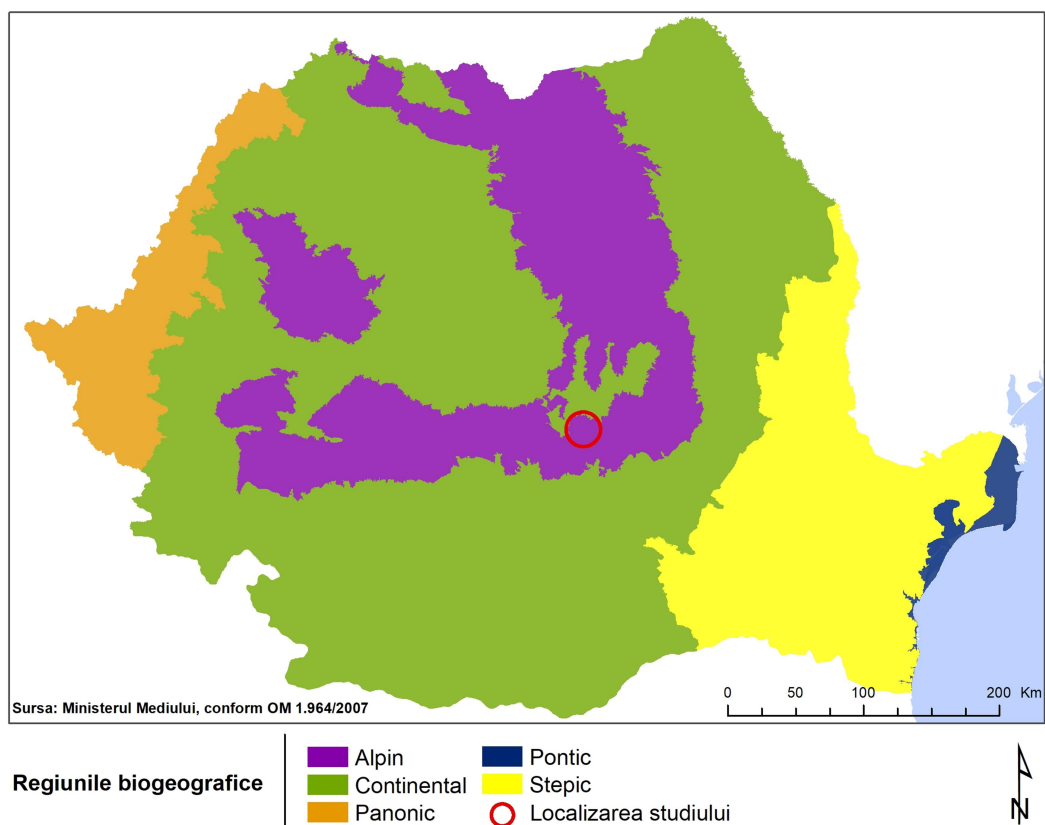 0 50 100 200 Km
Sursa: Ministerul Mediului, conform OM 1.964/2007
Regiunile biogeografice
Alpin
Continental
Panonic
Pontic
Stepic
Localizarea studiului
N